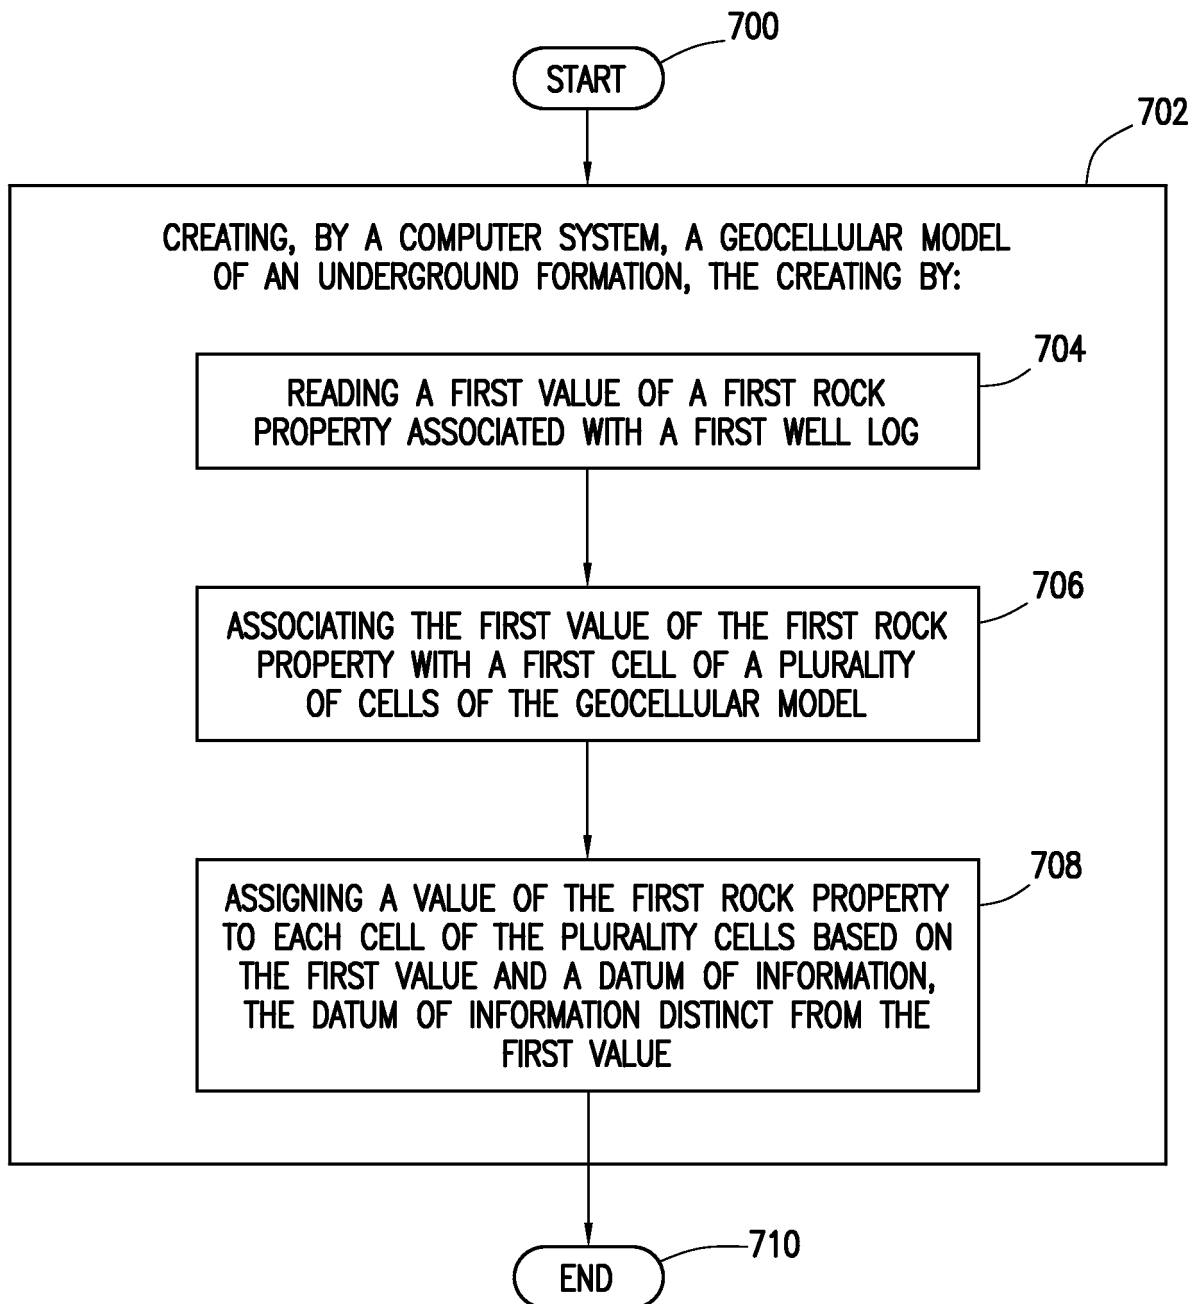 700
START
702
CREATING, BY A COMPUTER SYSTEM, A GEOCELLULAR MODEL
OF AN UNDERGROUND FORMATION, THE CREATING BY:
704
READING A FIRST VALUE OF A FIRST ROCK
PROPERTY ASSOCIATED WITH A FIRST WELL LOG
706
ASSOCIATING THE FIRST VALUE OF THE FIRST ROCK
PROPERTY WITH A FIRST CELL OF A PLURALITY
OF CELLS OF THE GEOCELLULAR MODEL
708
ASSIGNING A VALUE OF THE FIRST ROCK PROPERTY
TO EACH CELL OF THE PLURALITY CELLS BASED ON
THE FIRST VALUE AND A DATUM OF INFORMATION,
THE DATUM OF INFORMATION DISTINCT FROM THE
FIRST VALUE
710
END